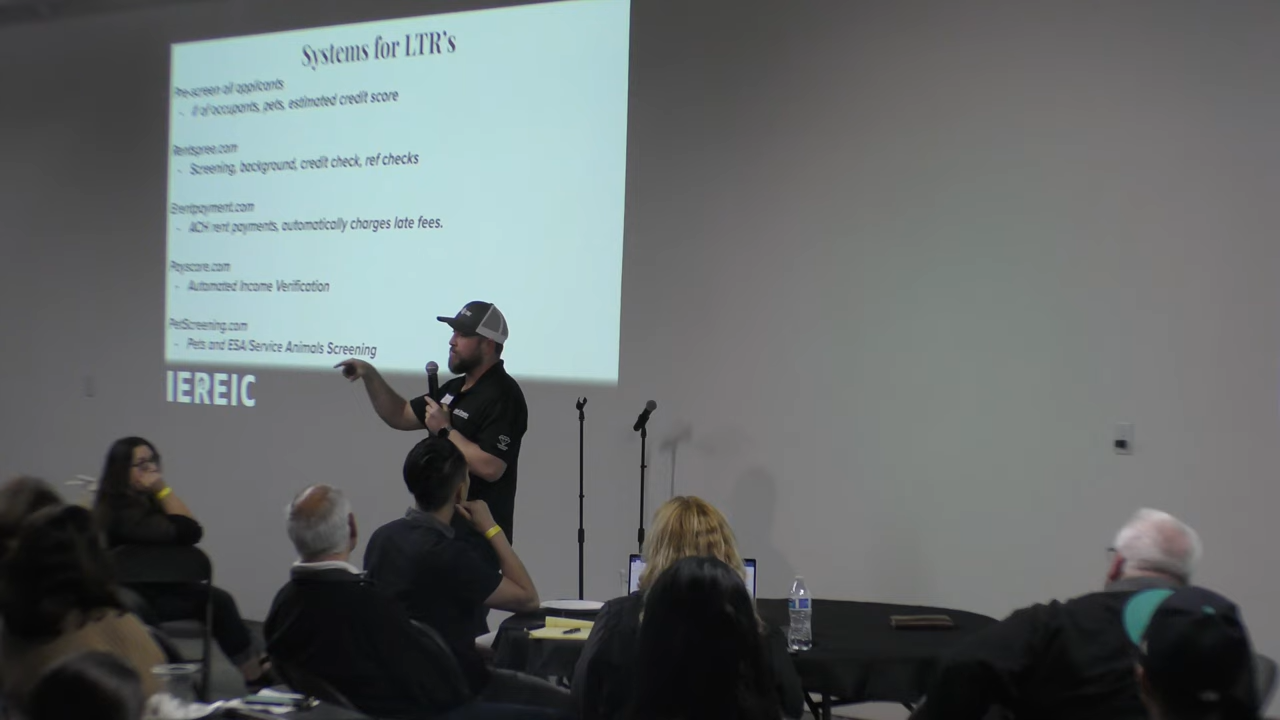 Systems for LTR's
Pre-screen all applicants
- # of occupants, pets, estimated credit score
Rentspree.com
- Screening, background, credit check, ref checks
Erentpayment.com
- ACH rent payments, automatically charges late fees.
Payscore.com
- Automated Income Verification
PetScreening.com
- Pets and ESA/Service Animals Screening
IEREIC